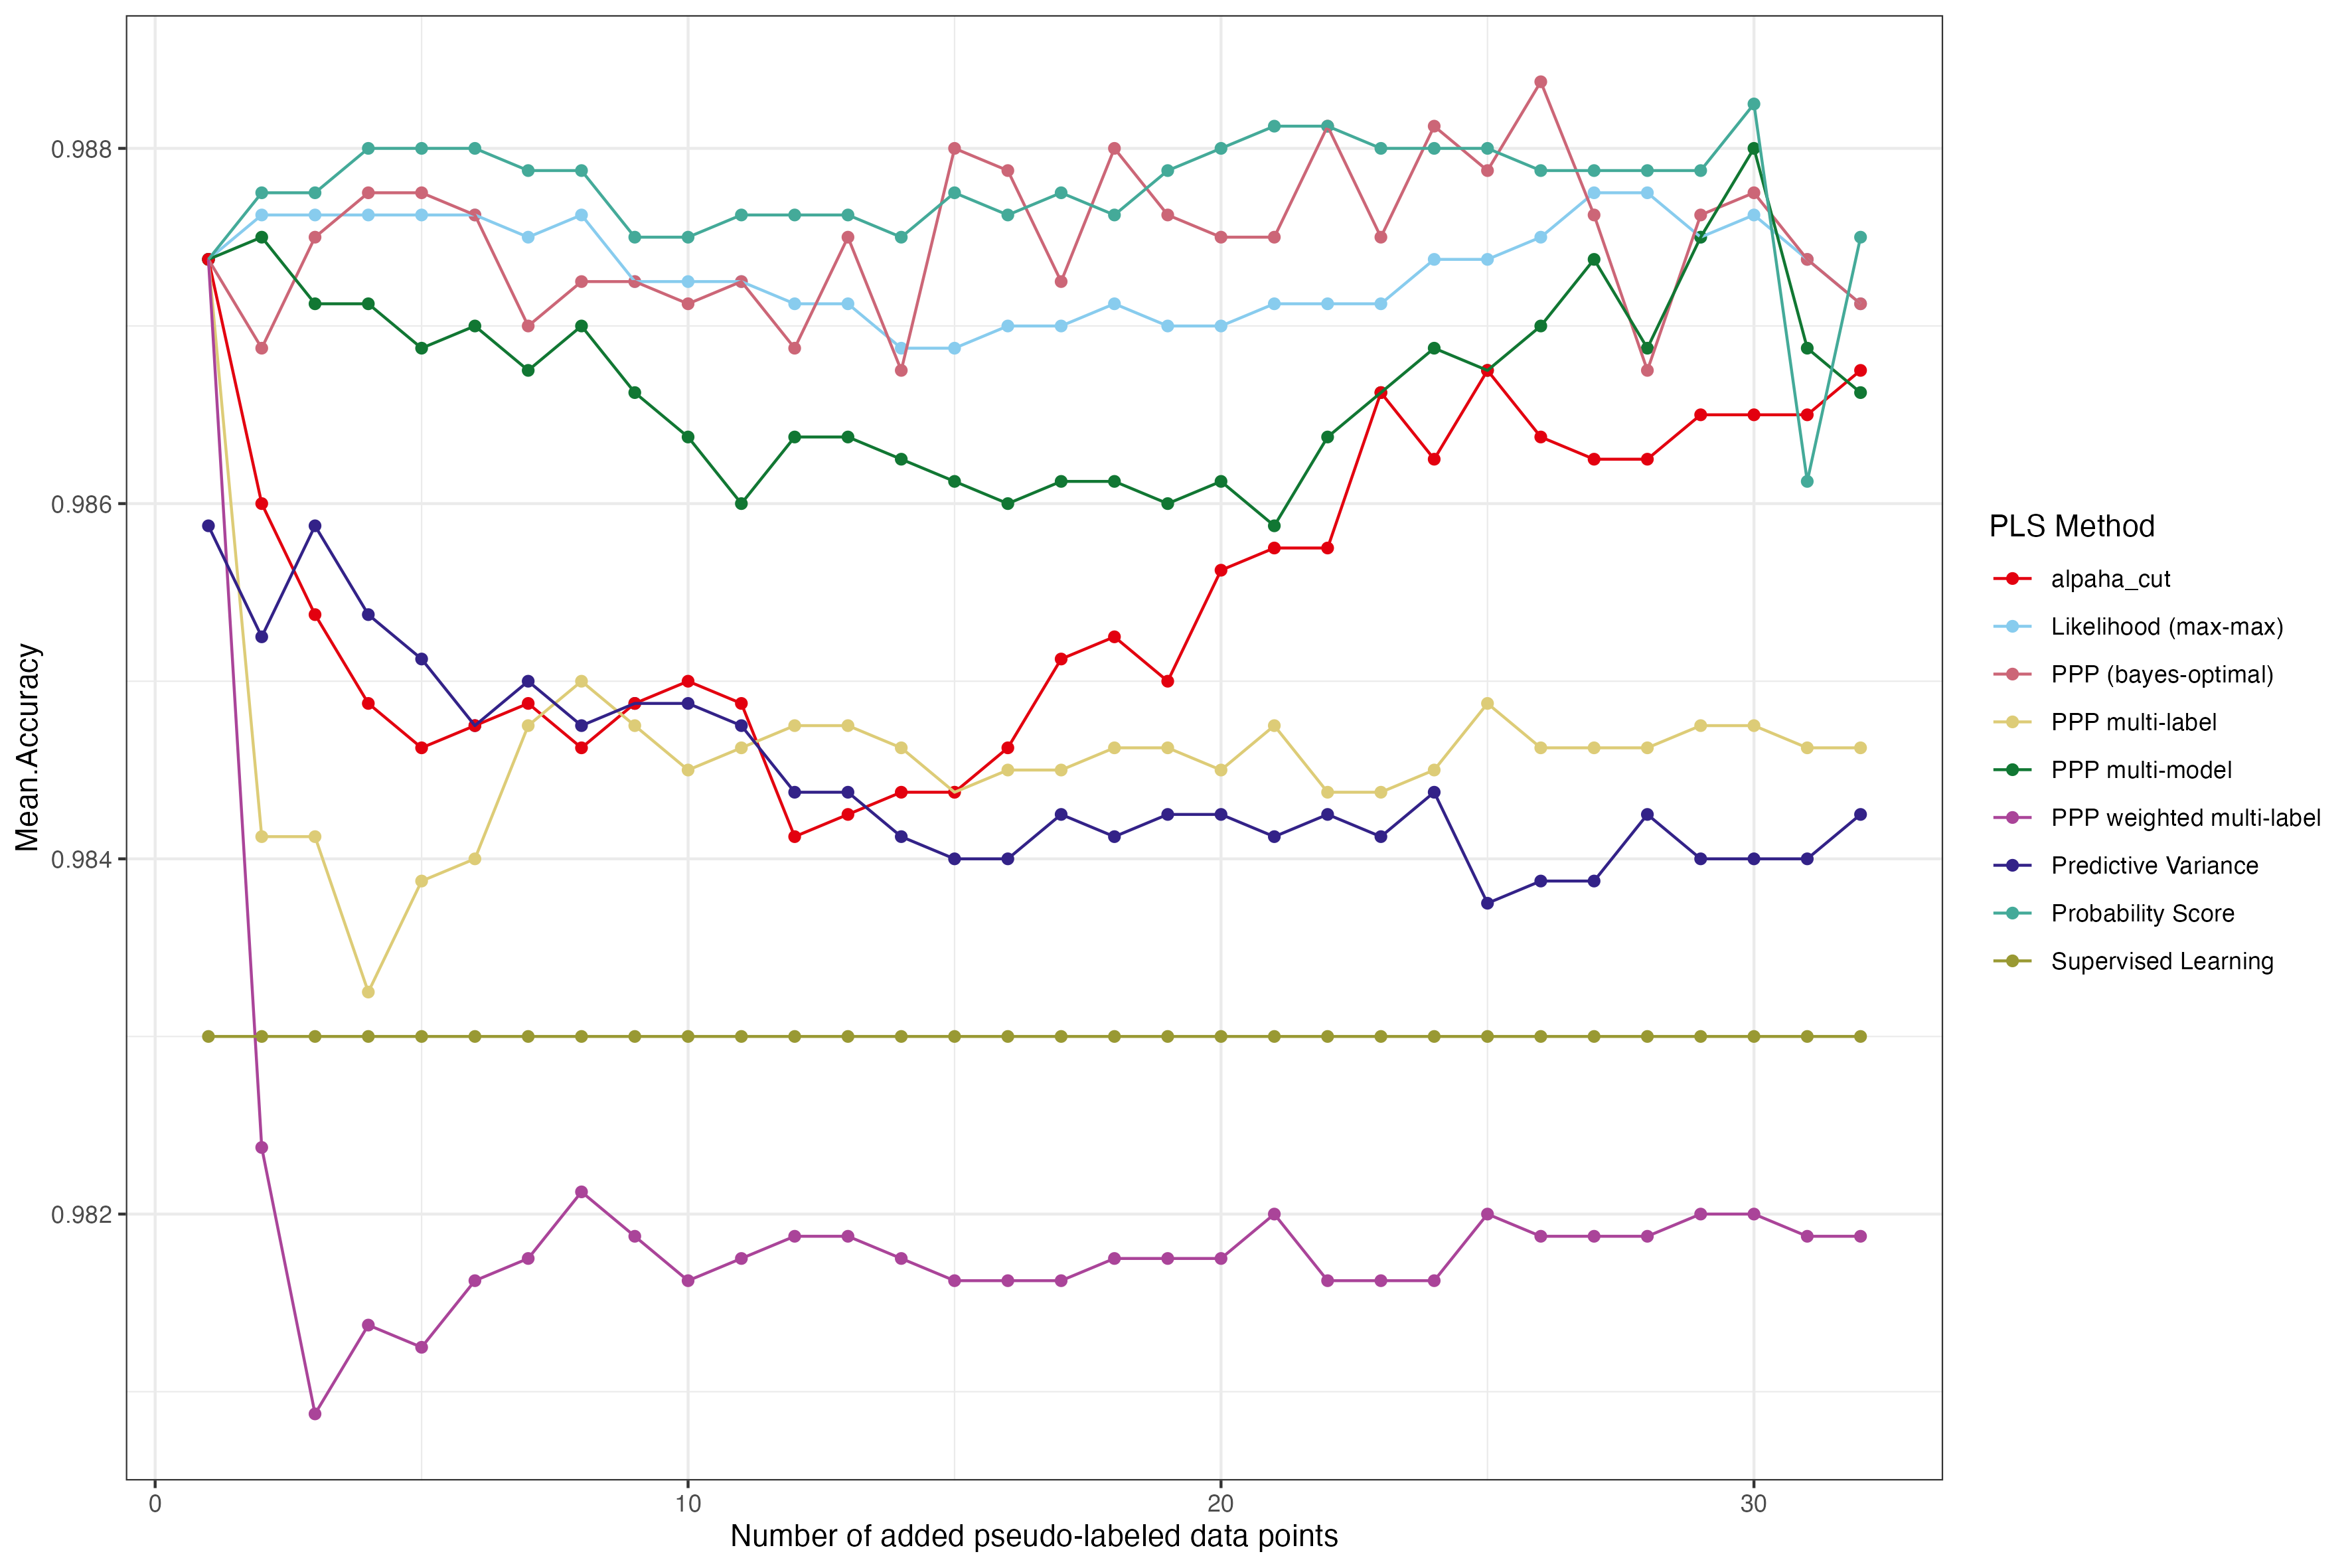 Mean.Accuracy
0.988
0.986
0.984
0.982
0
10
20
30
Number of added pseudo-labeled data points
PLS Method
alpaha_cut
Likelihood (max-max)
PPP (bayes-optimal)
PPP multi-label
PPP multi-model
PPP weighted multi-label
Predictive Variance
Probability Score
Supervised Learning